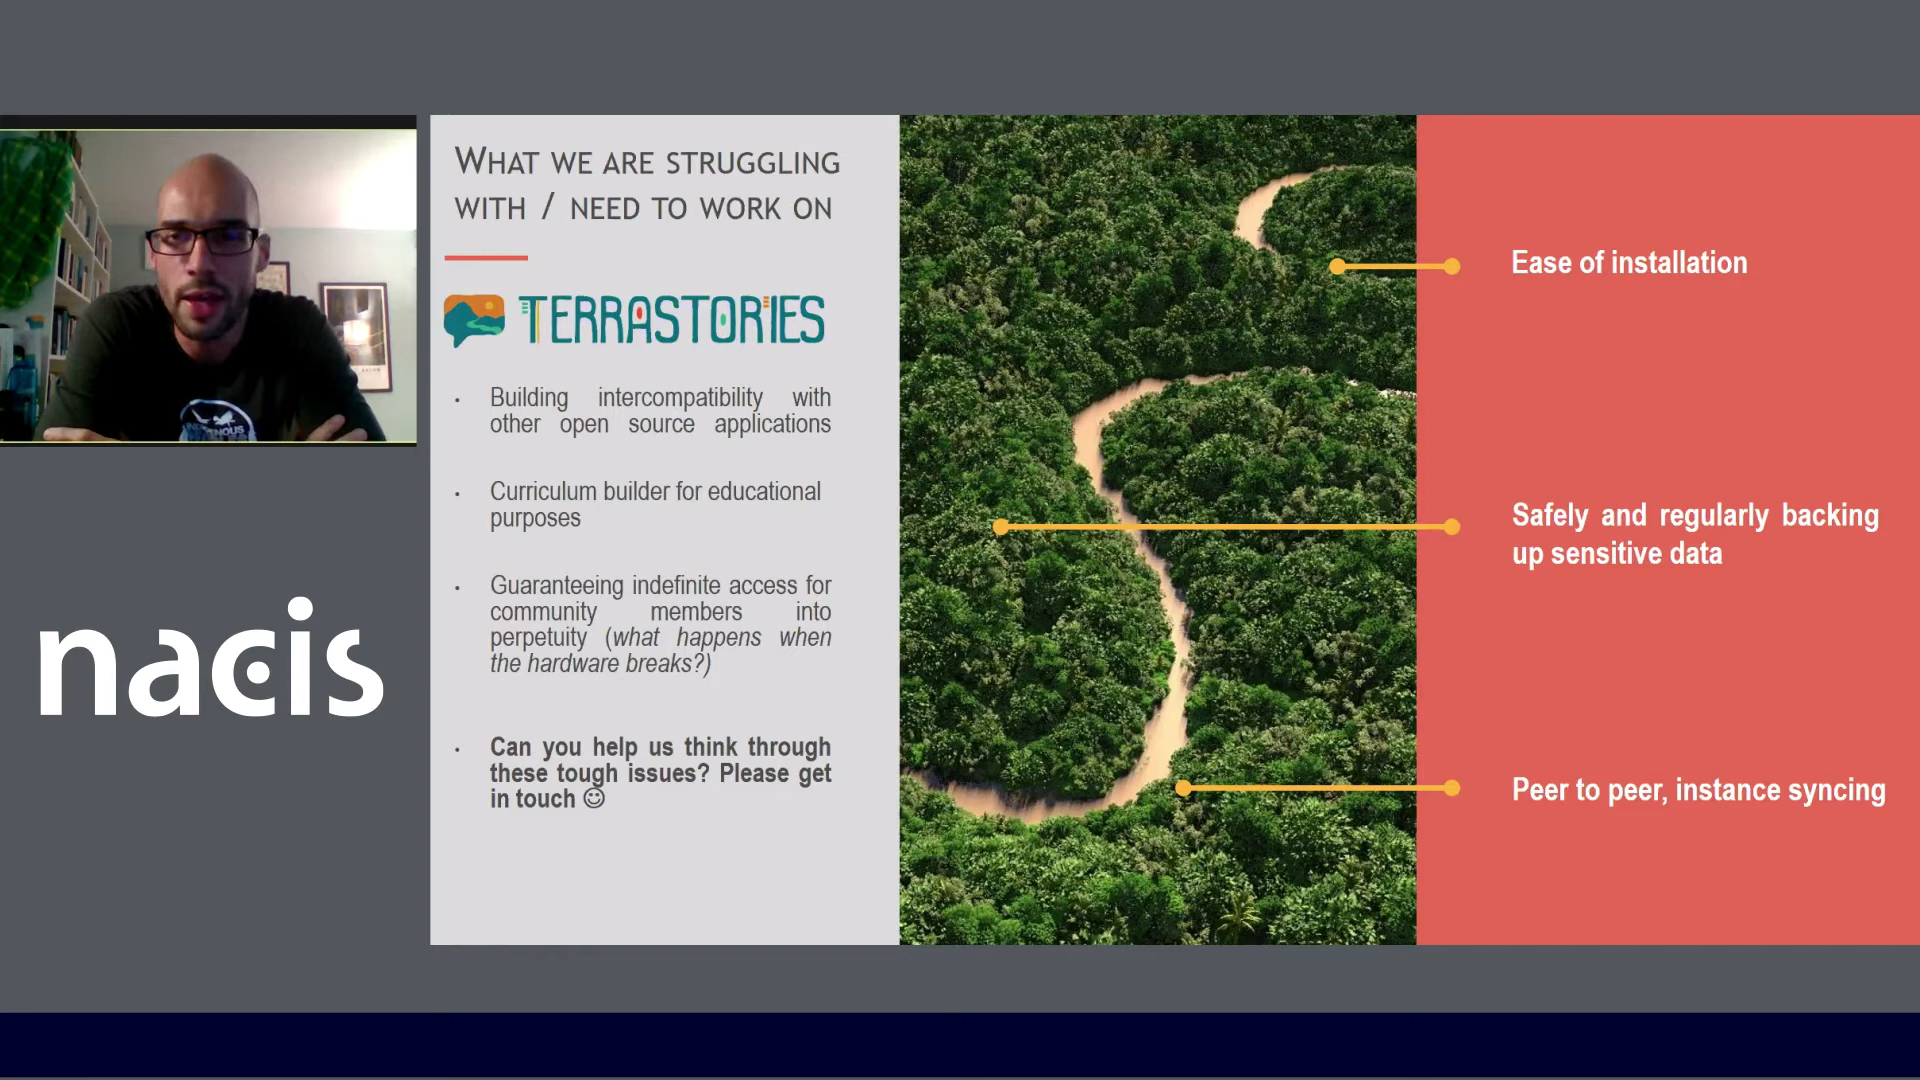 WHAT WE ARE STRUGGLING
WITH / NEED TO WORK ON
TERRASTORIES
• Building intercompatibility with
other open source applications
• Curriculum builder for educational
purposes
• Guaranteeing indefinite access for
community members into
perpetuity (what happens when
the hardware breaks?)
• Can you help us think through
these tough issues? Please get
in touch ☺
Ease of installation
Safely and regularly backing
up sensitive data
Peer to peer, instance syncing
nacis